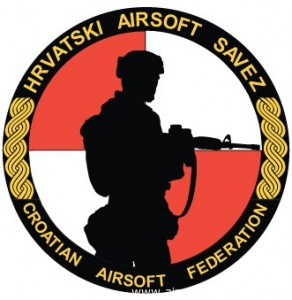 HRVATSKI AIRSOFT SAVEZ
CROATIAN AIRSOFT FEDERATION